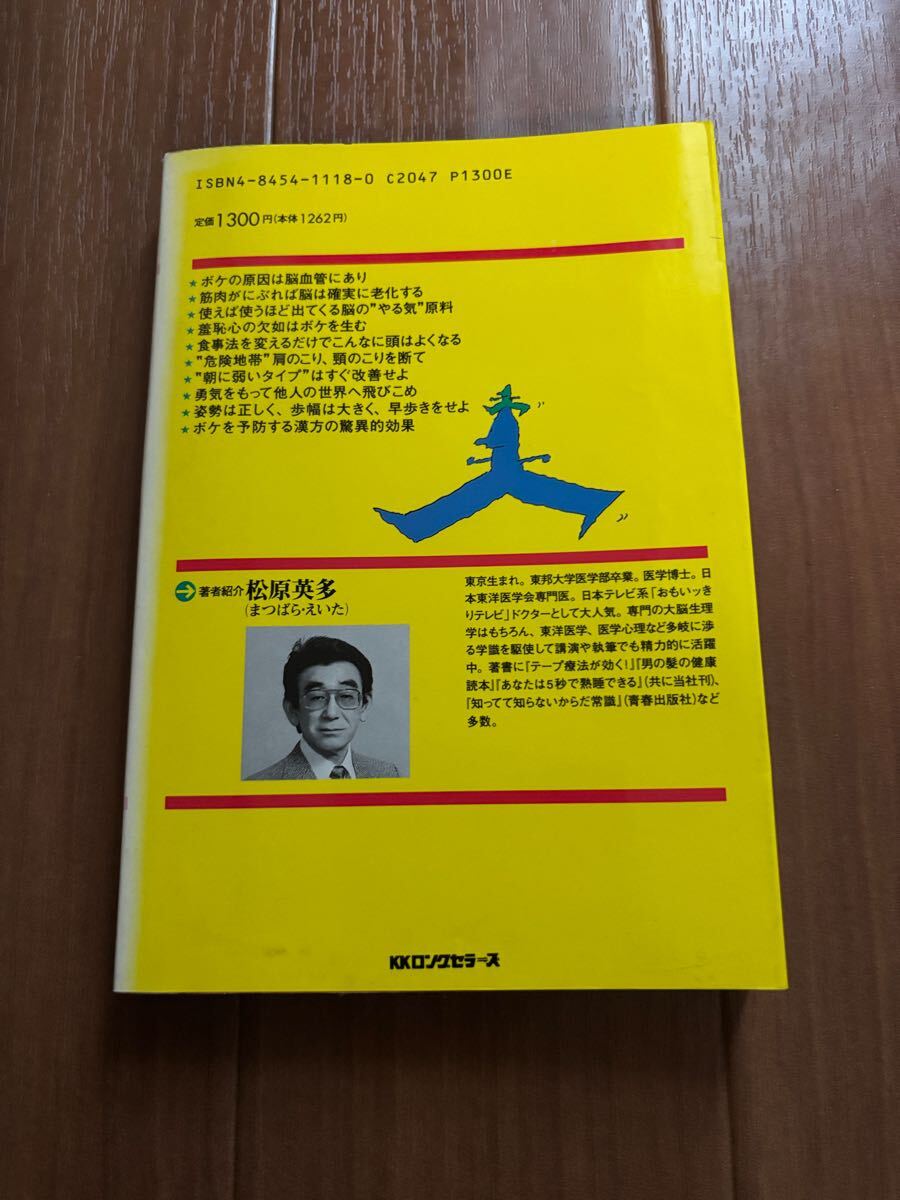 ISBN4-8454-1118-0 C2047 P1300E
定価1300円(本体1262円)
★ボケの原因は脳血管にあり
★筋肉がにぶれば脳は確実に老化する
★使えば使うほど出てくる脳の"やる気"原料
★羞恥心の欠如はボケを生む
★食事法を変えるだけでこんなに頭はよくなる
★"危険地帯"肩のこり、頸のこりを断て
★"朝に弱いタイプ"はすぐ改善せよ
★勇気をもって他人の世界へ飛びこめ
★姿勢は正しく、歩幅は大きく、早歩きをせよ
★ボケを予防する漢方の驚異的効果
著者紹介 松原英多
(まつばら・えいた)
東京生まれ。東邦大学医学部卒業。医学博士。日
本東洋医学会専門医。日本テレビ系「おもいッき
りテレビ」ドクターとして大人気。専門の大脳生理
学はもちろん、東洋医学、医学心理など多岐に渉
る学識を駆使して講演や執筆でも精力的に活躍
中。著書に『テープ療法が効く!』『男の髪の健康
読本』『あなたは5秒で熟睡できる』(共に当社刊)、
『知ってて知らないからだ常識』(青春出版社)など
多数。
KKロングセラーズ